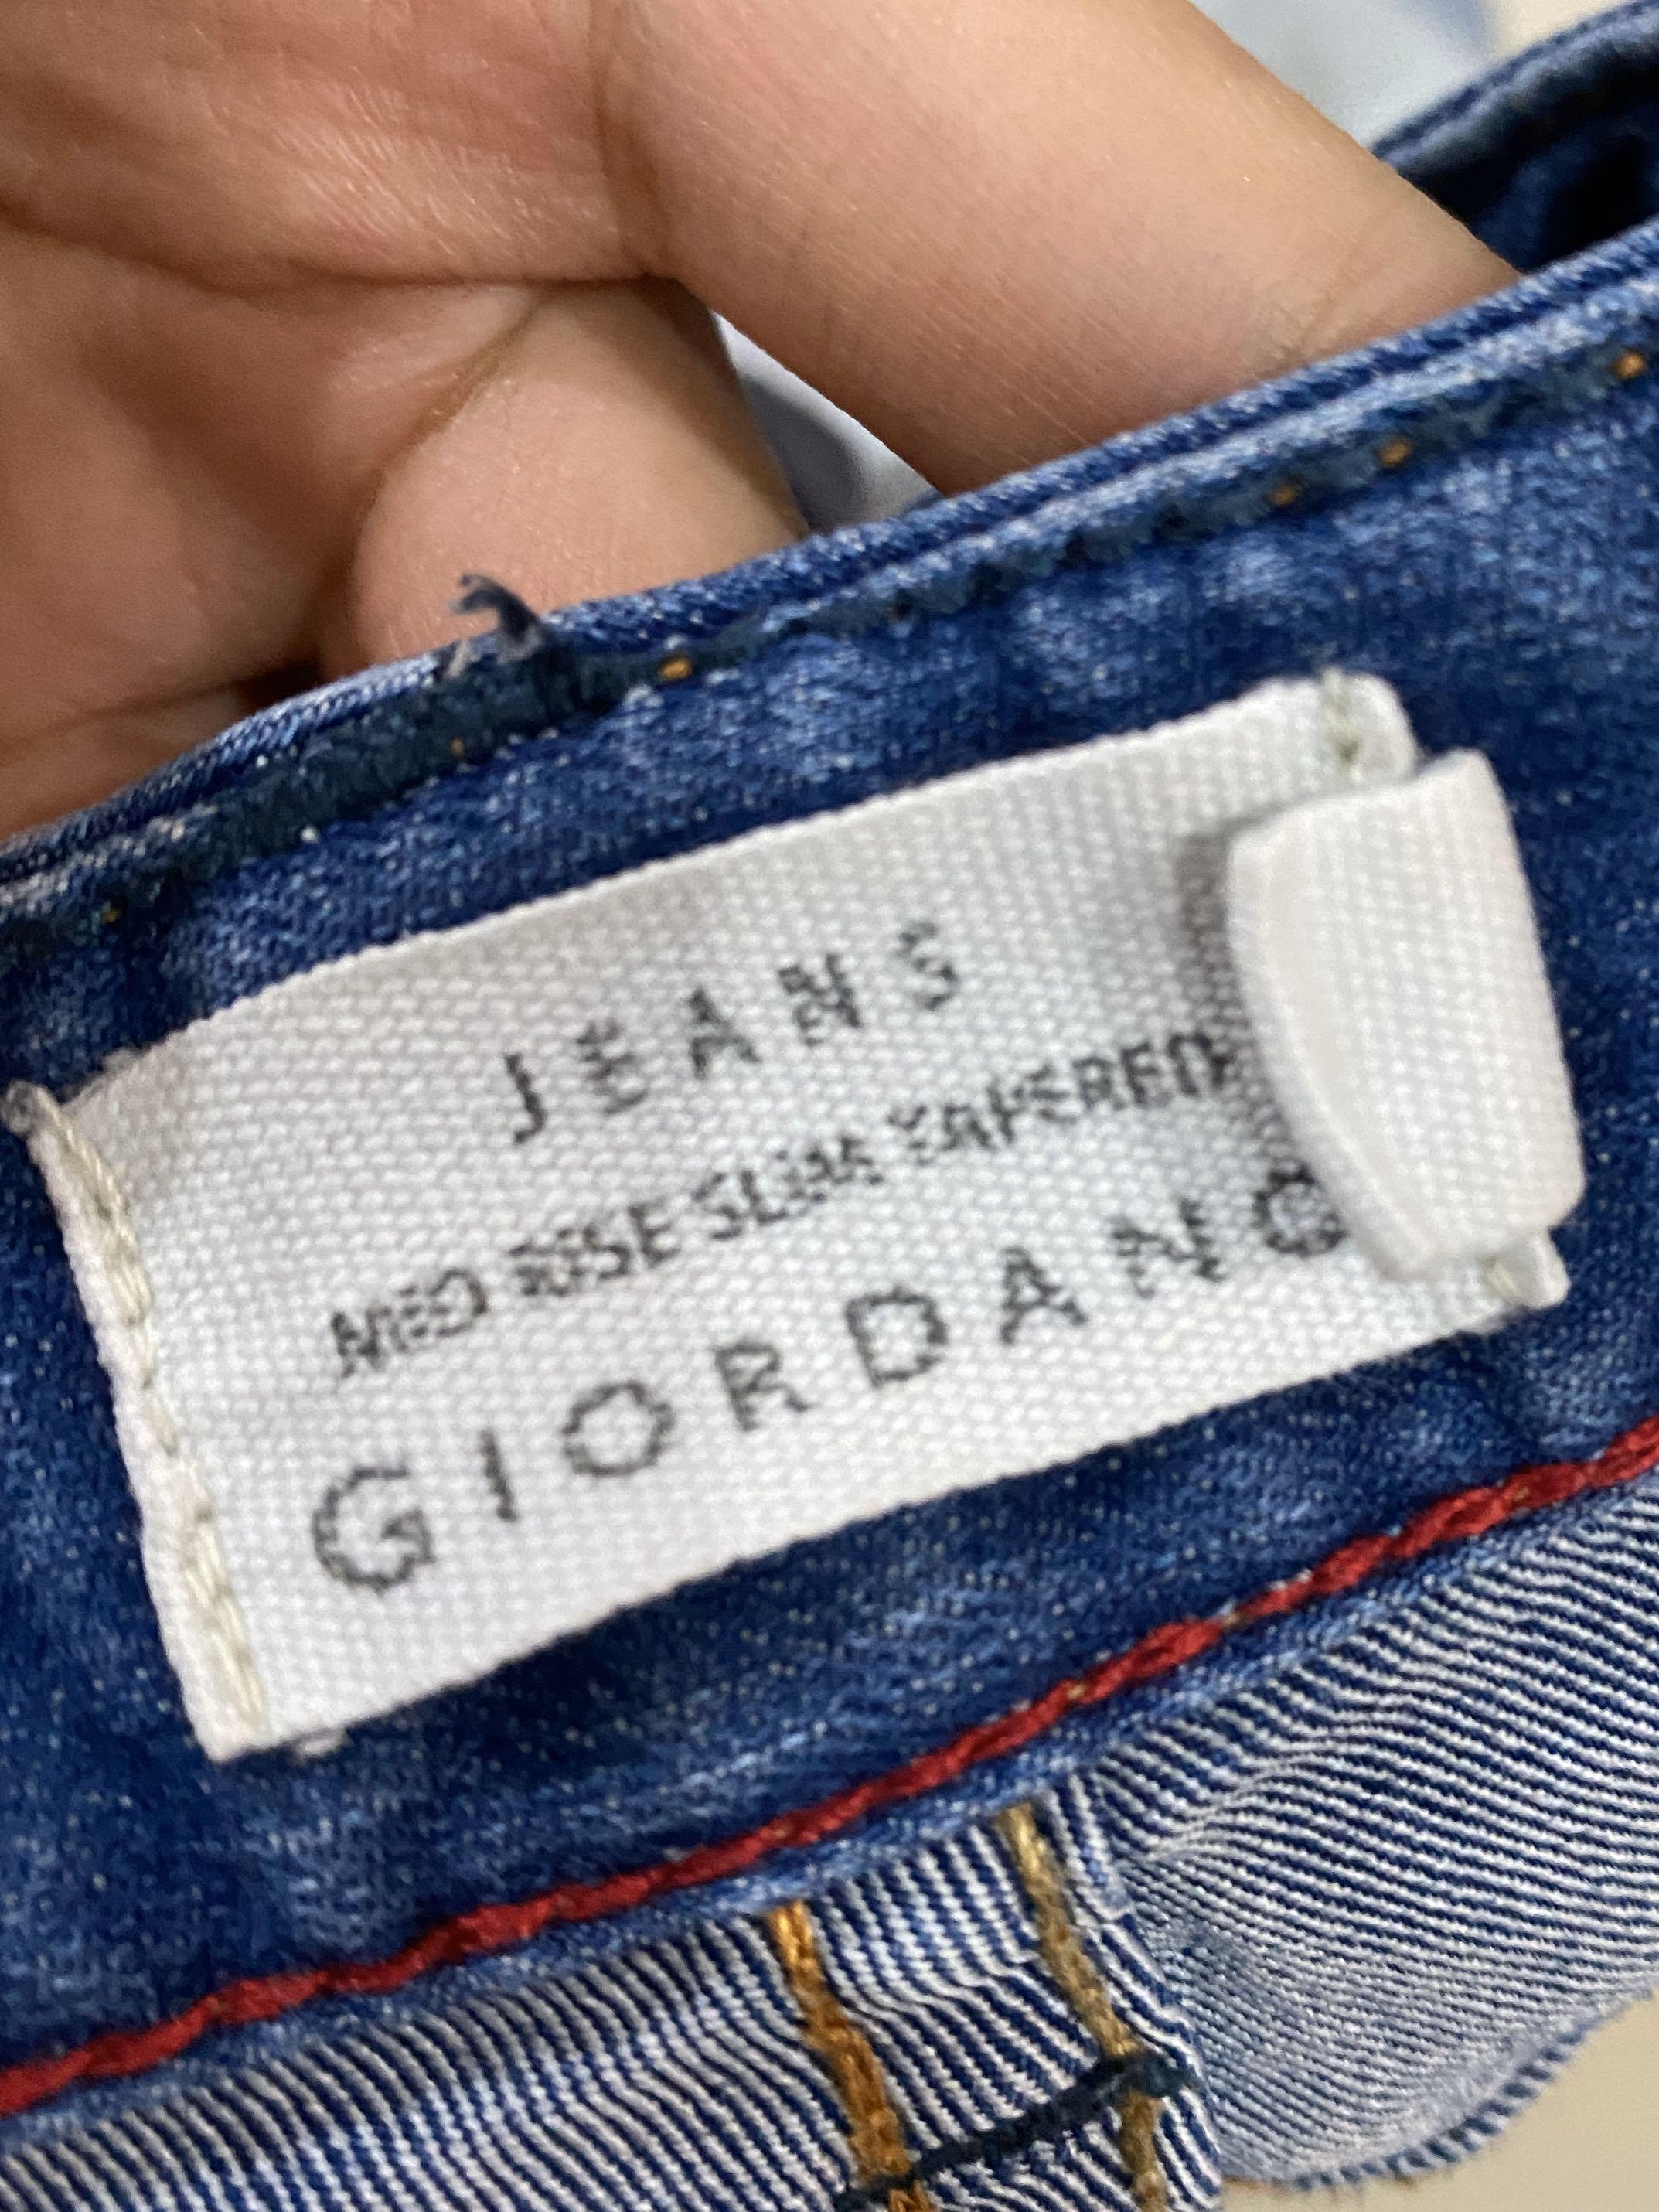 JEANS
MED RISE SLIM TAPERED
GIORDANO